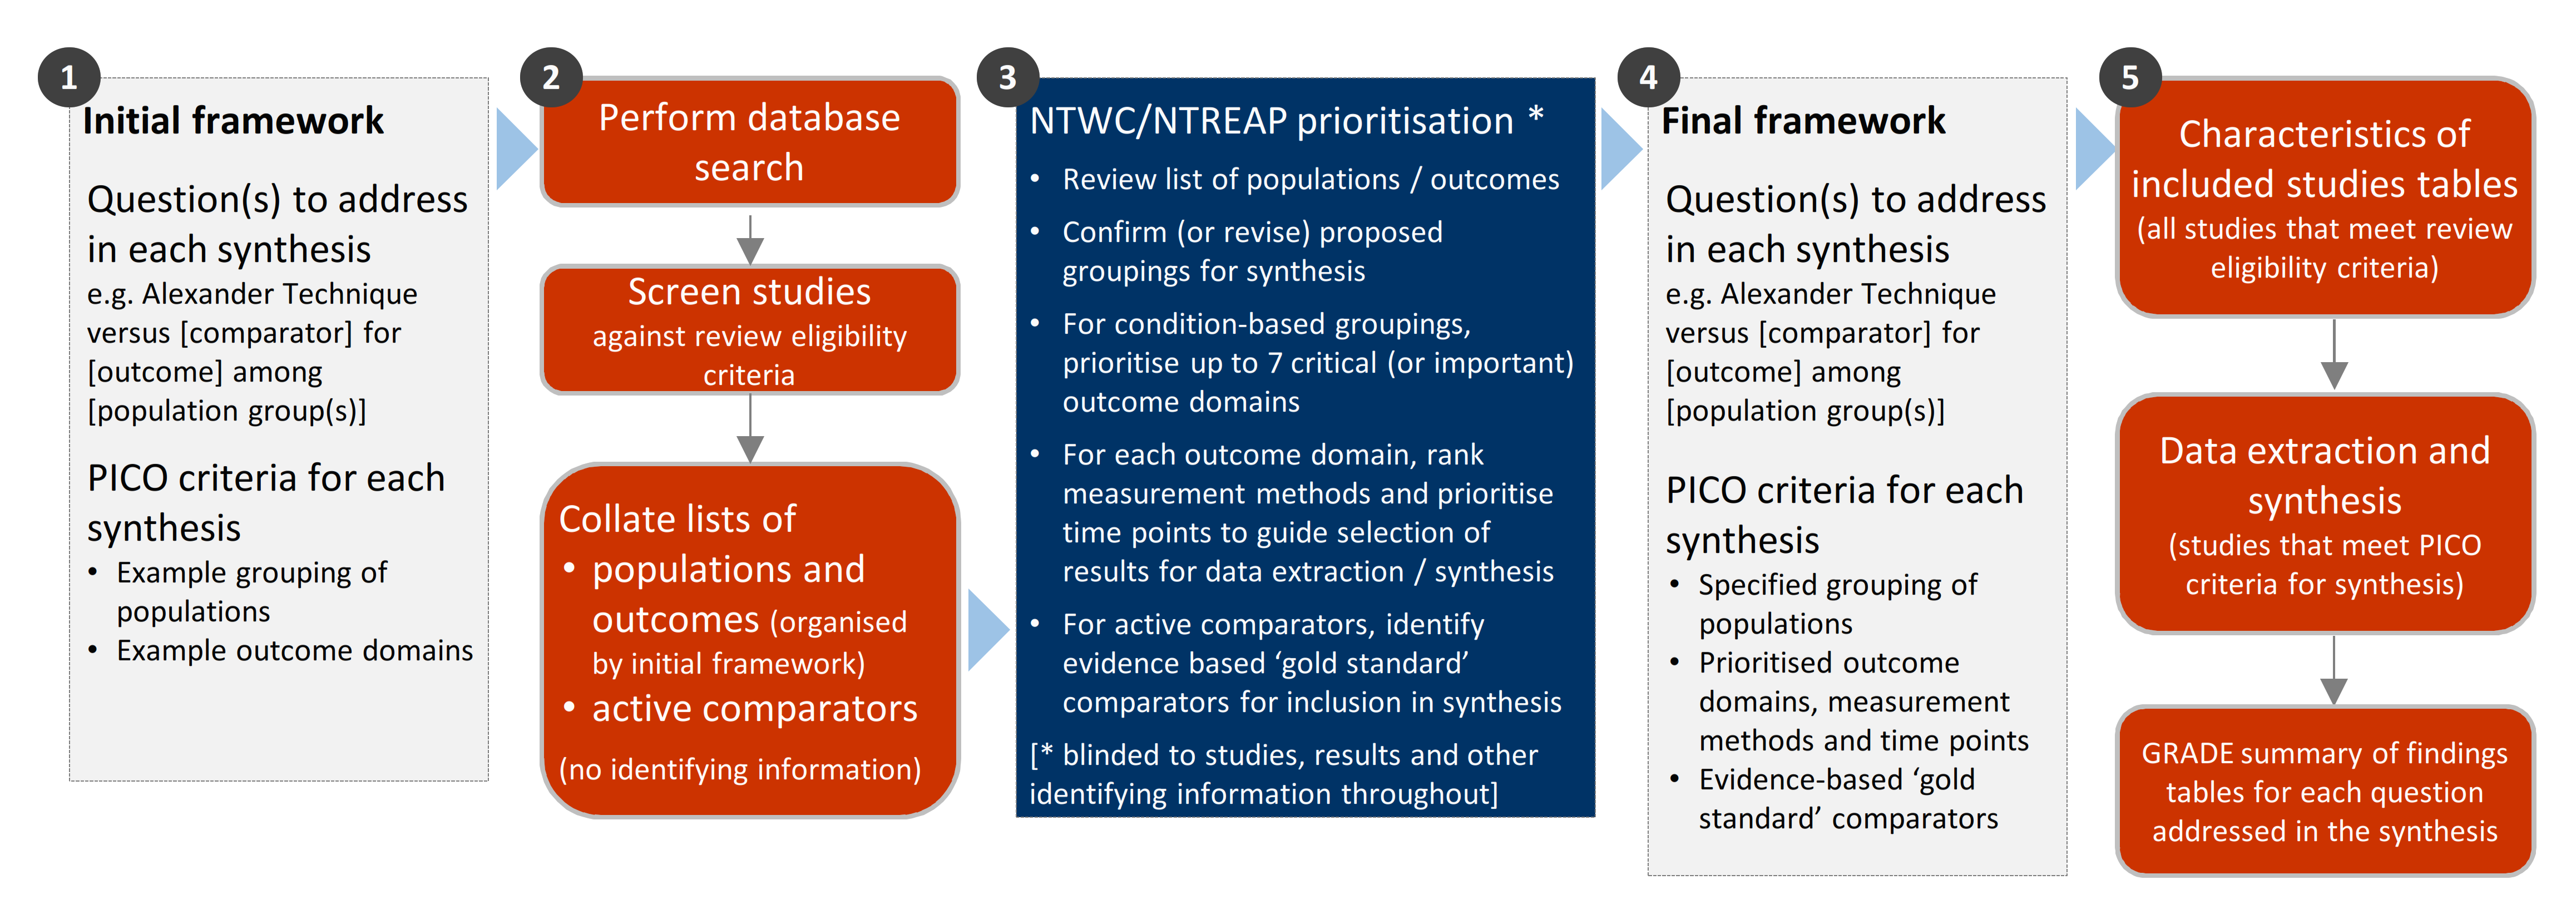 1
Initial framework
Question(s) to address
in each synthesis
e.g. Alexander Technique
versus [comparator] for
[outcome] among
[population group(s)]
PICO criteria for each
synthesis
• Example grouping of
populations
• Example outcome domains
2
Perform database
search
Screen studies
against review eligibility
criteria
Collate lists of
• populations and
outcomes (organised
by initial framework)
• active comparators
(no identifying information)
3
NTWC/NTREAP prioritisation *
• Review list of populations / outcomes
• Confirm (or revise) proposed
groupings for synthesis
• For condition-based groupings,
prioritise up to 7 critical (or important)
outcome domains
• For each outcome domain, rank
measurement methods and prioritise
time points to guide selection of
results for data extraction / synthesis
• For active comparators, identify
evidence based ‘gold standard’
comparators for inclusion in synthesis
[* blinded to studies, results and other
identifying information throughout]
4
Final framework
Question(s) to address
in each synthesis
e.g. Alexander Technique
versus [comparator] for
[outcome] among
[population group(s)]
PICO criteria for each
synthesis
• Specified grouping of
populations
• Prioritised outcome
domains, measurement
methods and time points
• Evidence-based ‘gold
standard’ comparators
5
Characteristics of
included studies tables
(all studies that meet review
eligibility criteria)
Data extraction and
synthesis
(studies that meet PICO
criteria for synthesis)
GRADE summary of findings
tables for each question
addressed in the synthesis